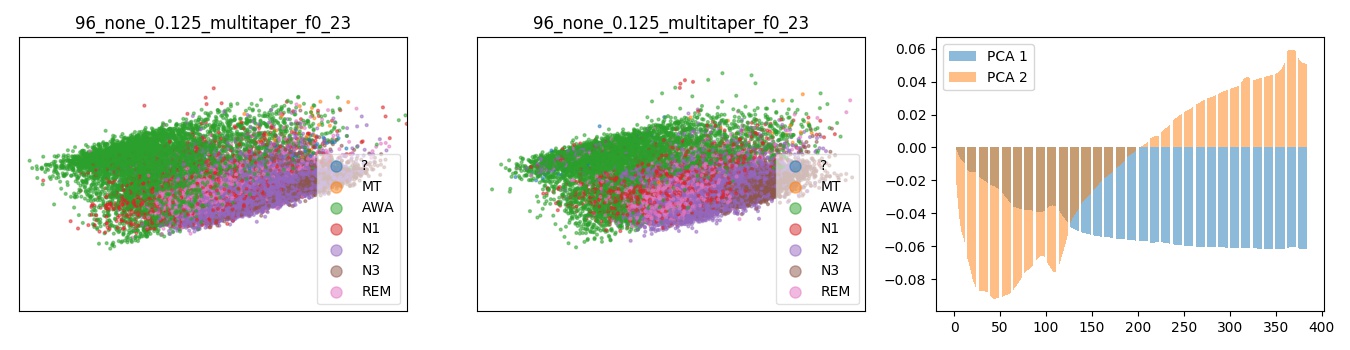 96_none_0.125_multitaper_f0_23
?
MT
AWA
N1
N2
N3
REM
96_none_0.125_multitaper_f0_23
?
MT
AWA
N1
N2
N3
REM
PCA 1
PCA 2
0.06
0.04
0.02
0.00
−0.02
−0.04
−0.06
−0.08
0 50 100 150 200 250 300 350 400